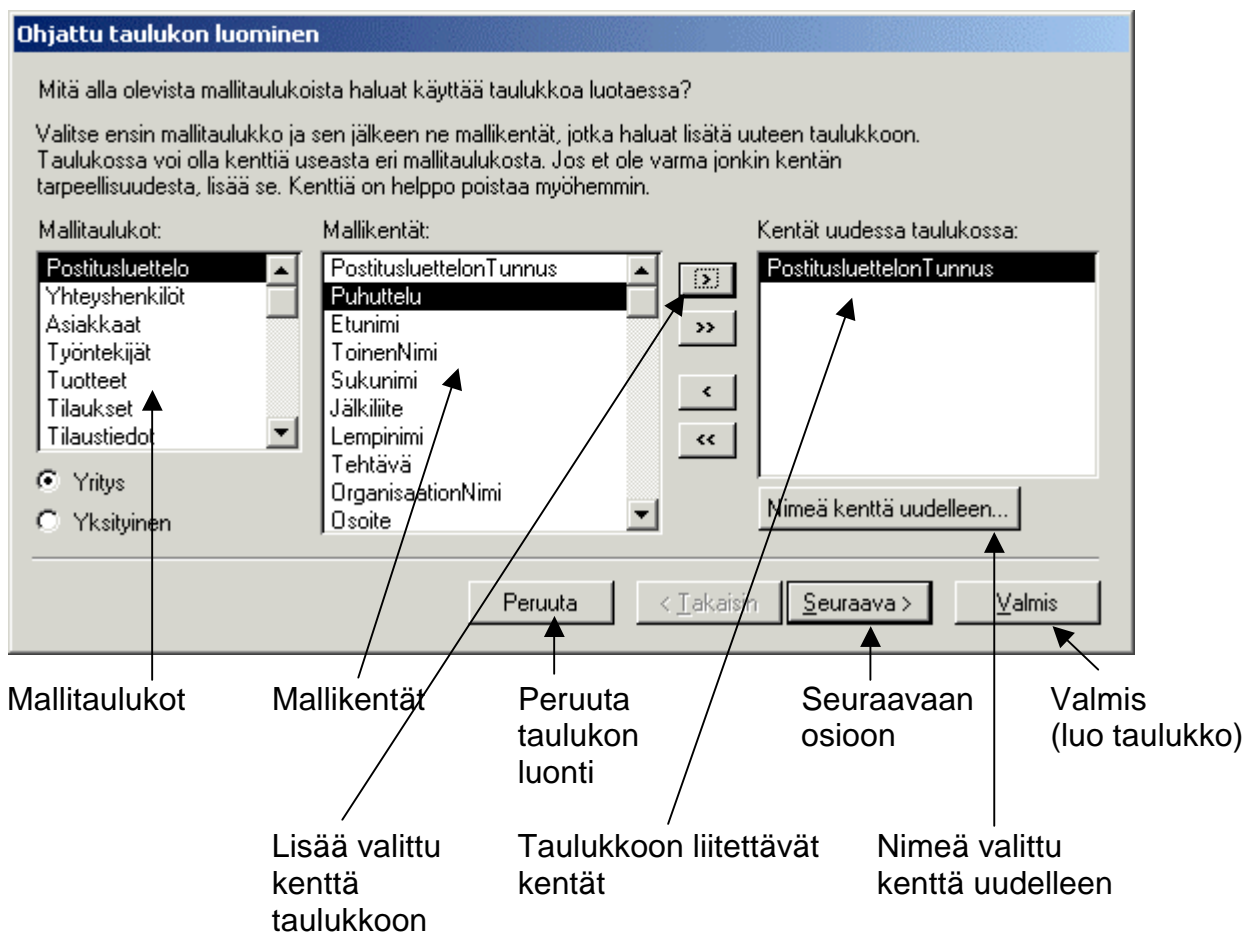 Ohjattu taulukon luominen
Mitä alla olevista mallitaulukoista haluat käyttää taulukkoa luotaessa?
Valitse ensin mallitaulukko ja sen jälkeen ne mallikentät, jotka haluat lisätä uuteen taulukkoon.
Taulukossa voi olla kenttiä useasta eri mallitaulukosta. Jos et ole varma jonkin kentän
tarpeellisuudesta, lisää se. Kenttiä on helppo poistaa myöhemmin.
Mallitaulukot:
Postitusluettelo
Yhteyshenkilöt
Asiakkaat
Työntekijät
Tuotteet
Tilaukset
Tilaustiedot
Yritys
Yksityinen
Mallikentät:
PostitusluettelonTunnus
Puhuttelu
Etunimi
ToinenNimi
Sukunimi
Jälkiliite
Lempinimi
Tehtävä
OrganisaationNimi
Osoite
>
>>
<
<<
Kentät uudessa taulukossa:
PostitusluettelonTunnus
Nimeä kenttä uudelleen...
Peruuta
< Takaisin
Seuraava >
Valmis
Mallitaulukot
Mallikentät
Peruuta
taulukon
luonti
Seuraavaan
osioon
Valmis
(luo taulukko)
Lisää valittu
kenttä
taulukkoon
Taulukkoon liitettävät
kentät
Nimeä valittu
kenttä uudelleen